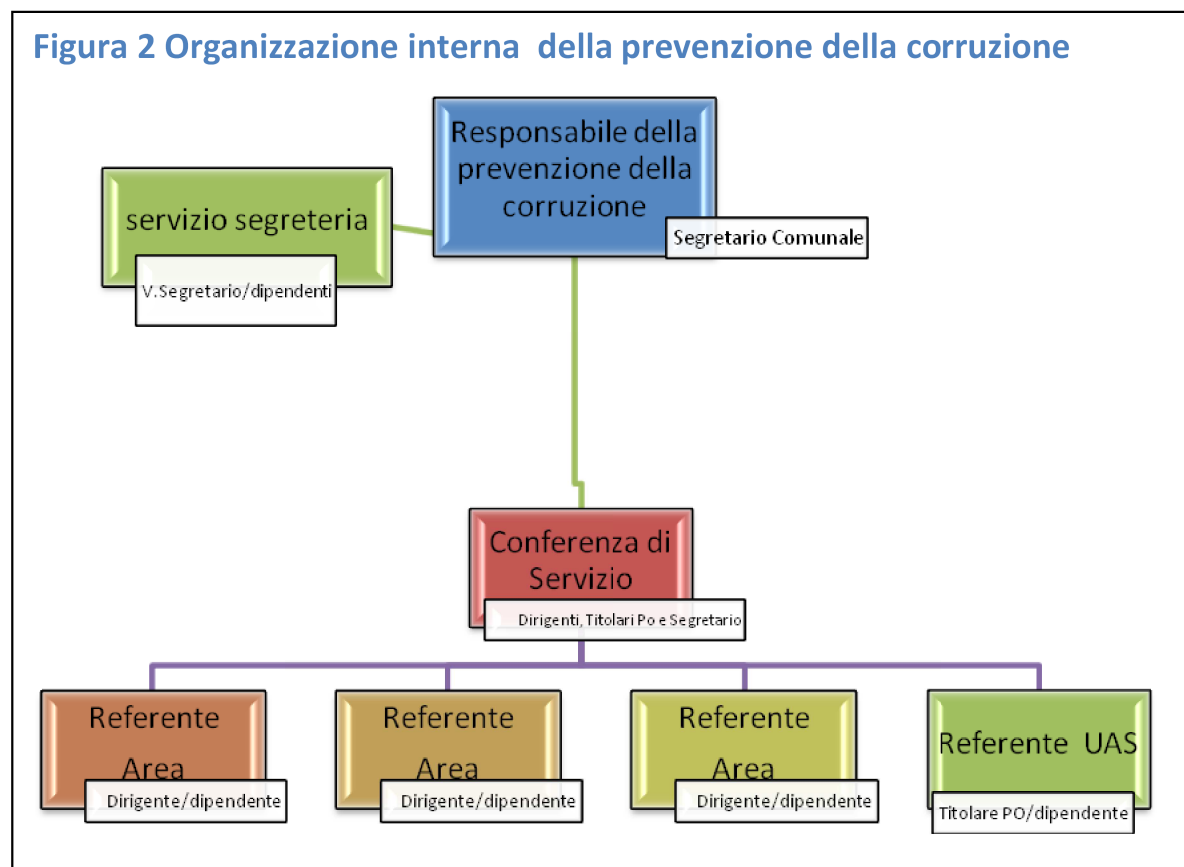 Figura 2 Organizzazione interna  della prevenzione della corruzione
Responsabile della
prevenzione della
corruzione
Segretario Comunale
servizio segreteria
V.Segretario/dipendenti
Conferenza di
Servizio
Dirigenti, Titolari Po e Segretario
Referente
Area
Dirigente/dipendente
Referente
Area
Dirigente/dipendente
Referente
Area
Dirigente/dipendente
Referente  UAS
Titolare PO/dipendente